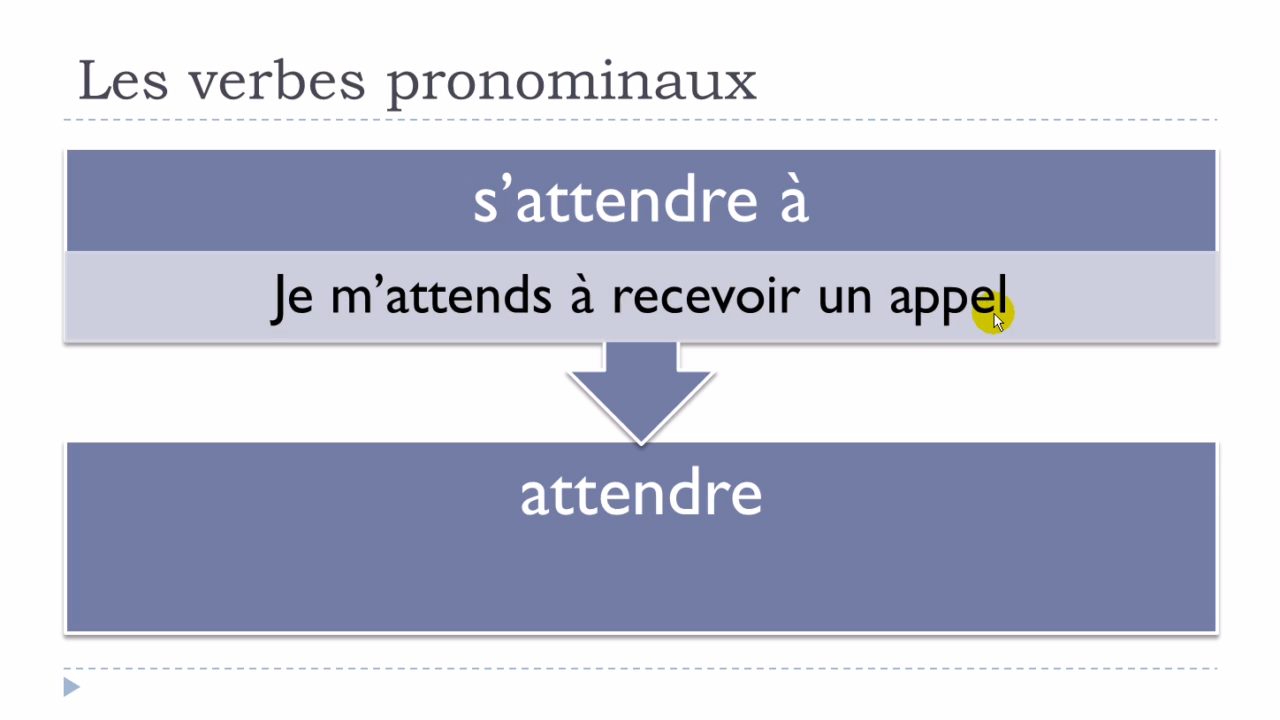 Les verbes pronominaux
s’attendre à
Je m’attends à recevoir un appel
attendre